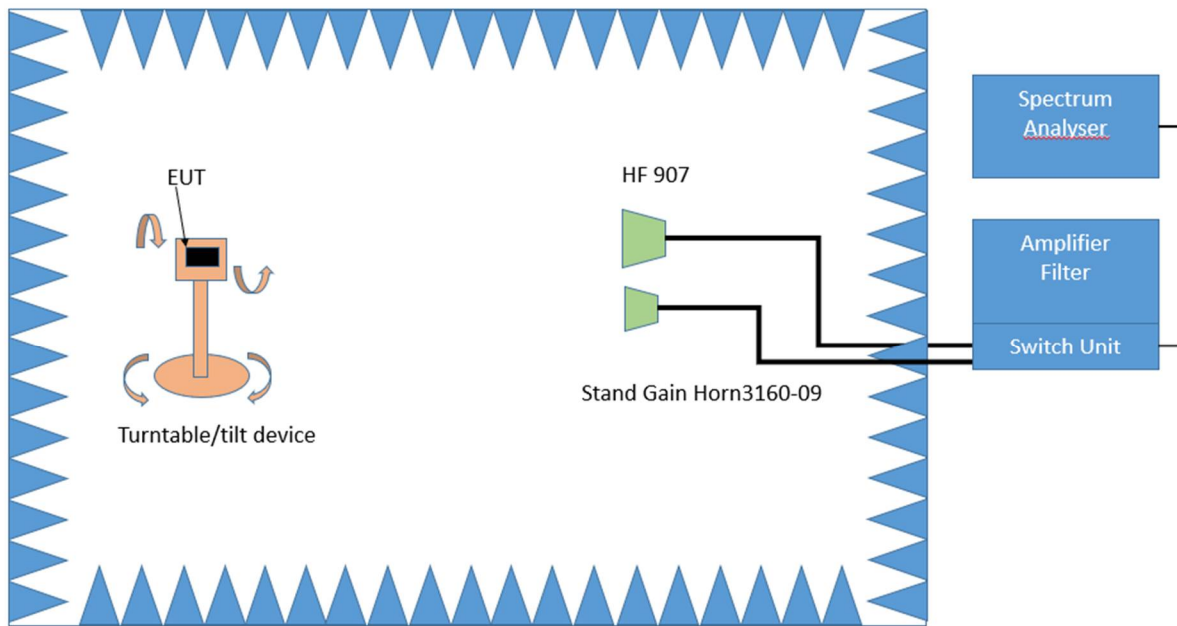 Spectrum
Analyser
EUT
HF 907
Amplifier
Filter
Switch Unit
Stand Gain Horn3160-09
Turntable/tilt device